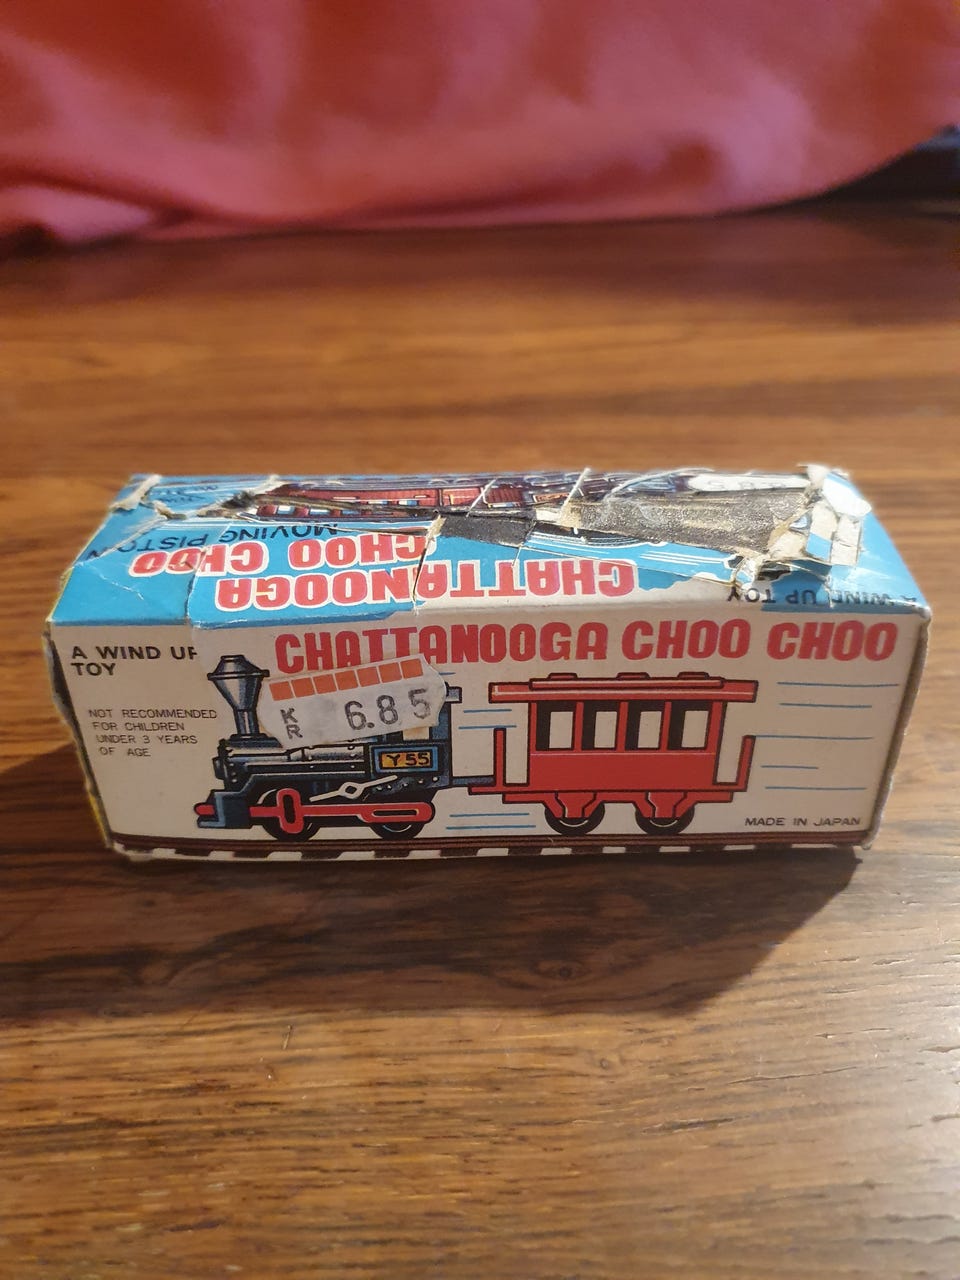 MOVING PISTON
CHOO CHOO
CHATTANOOGA
CHATTA
A WIND UP TOY
CHATTANOOGA CHOO CHOO
A WIND UP
TOY
NOT RECOMMENDED
FOR CHILDREN
UNDER 3 YEARS
OF AGE
KR 6.85
Y55
MADE IN JAPAN